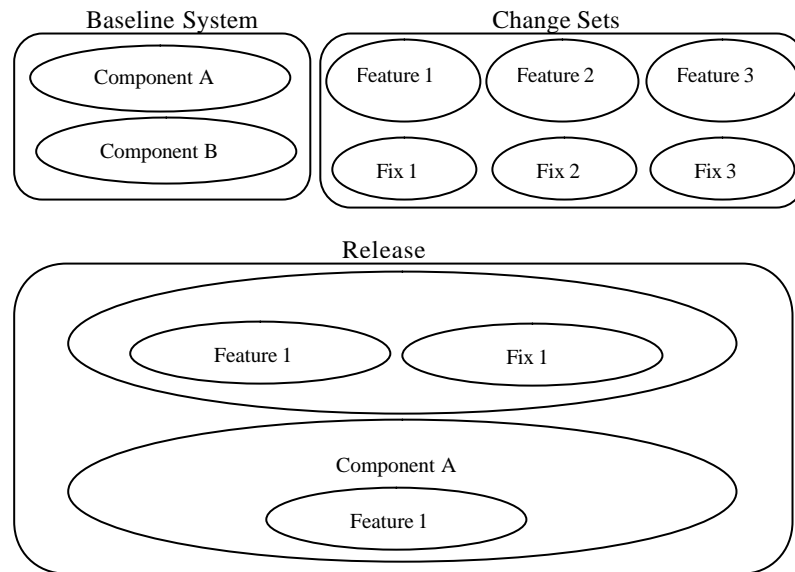 Baseline System
Change Sets
Component A
Component B
Feature 1
Feature 2
Feature 3
Fix 1
Fix 2
Fix 3
Release
Feature 1
Fix 1
Component A
Feature 1